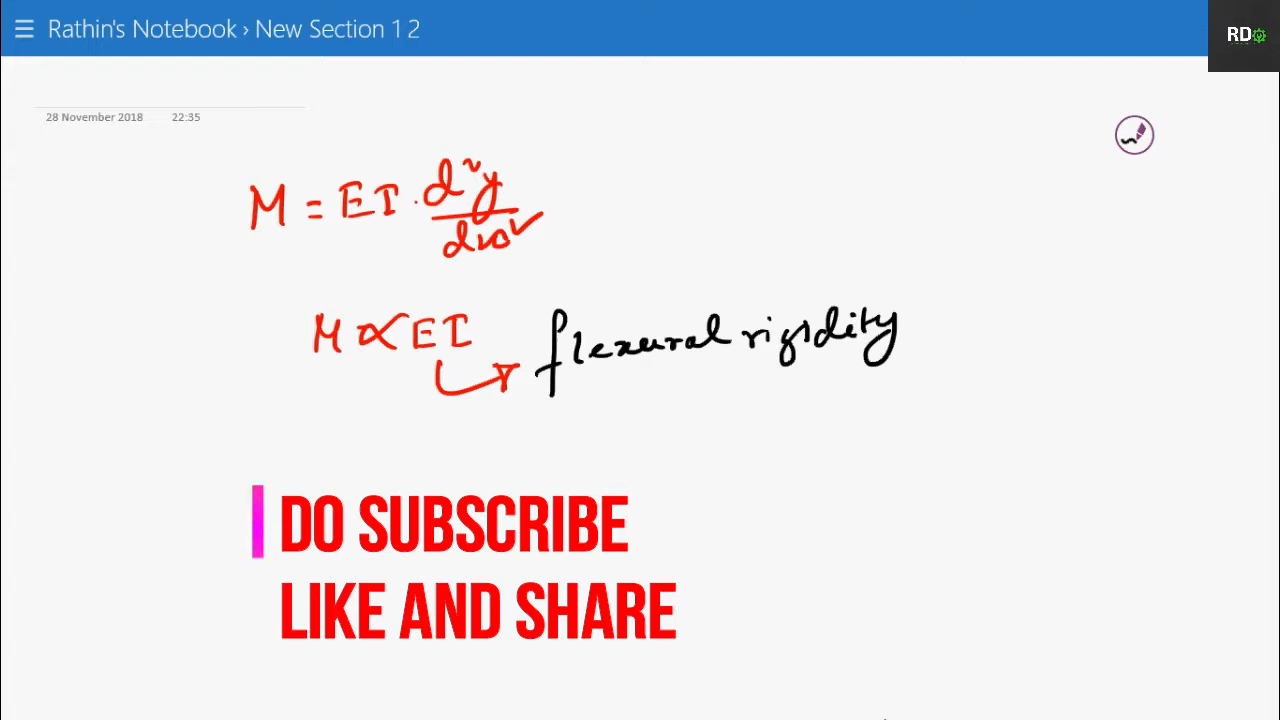 Rathin's Notebook › New Section 1 2
RD
28 November 2018 22:35
M = EI · d²y/dx²
M ∝ EI
flexural rigidity
DO SUBSCRIBE
LIKE AND SHARE